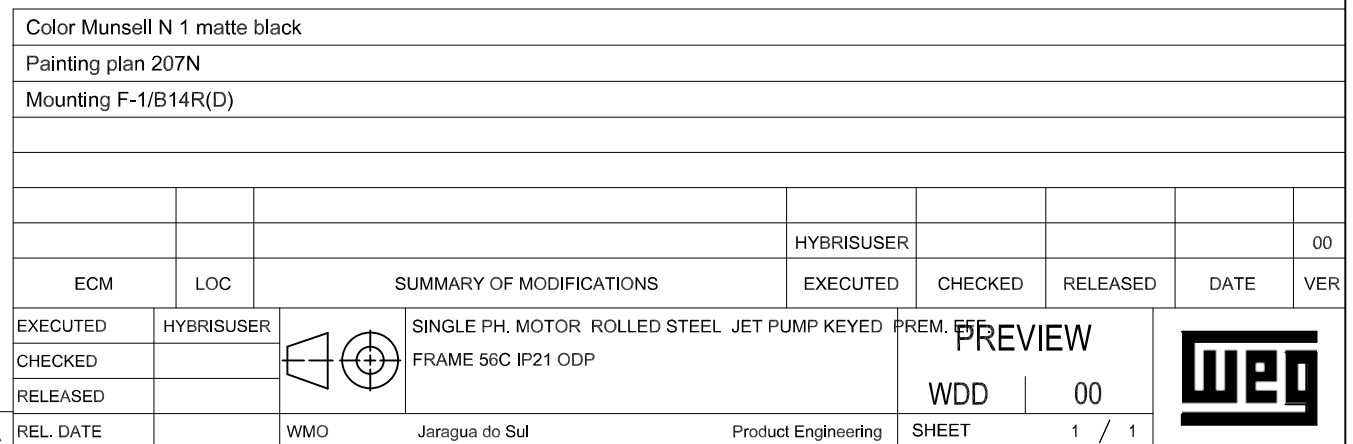 Color Munsell N 1 matte black
Painting plan 207N
Mounting F-1/B14R(D)
HYBRISUSER 00
ECM LOC SUMMARY OF MODIFICATIONS EXECUTED CHECKED RELEASED DATE VER
EXECUTED HYBRISUSER SINGLE PH. MOTOR ROLLED STEEL JET PUMP KEYED PREM. EFF. PREVIEW
CHECKED FRAME 56C IP21 ODP
RELEASED WDD 00
REL. DATE WMO Jaragua do Sul Product Engineering SHEET 1 / 1
weg